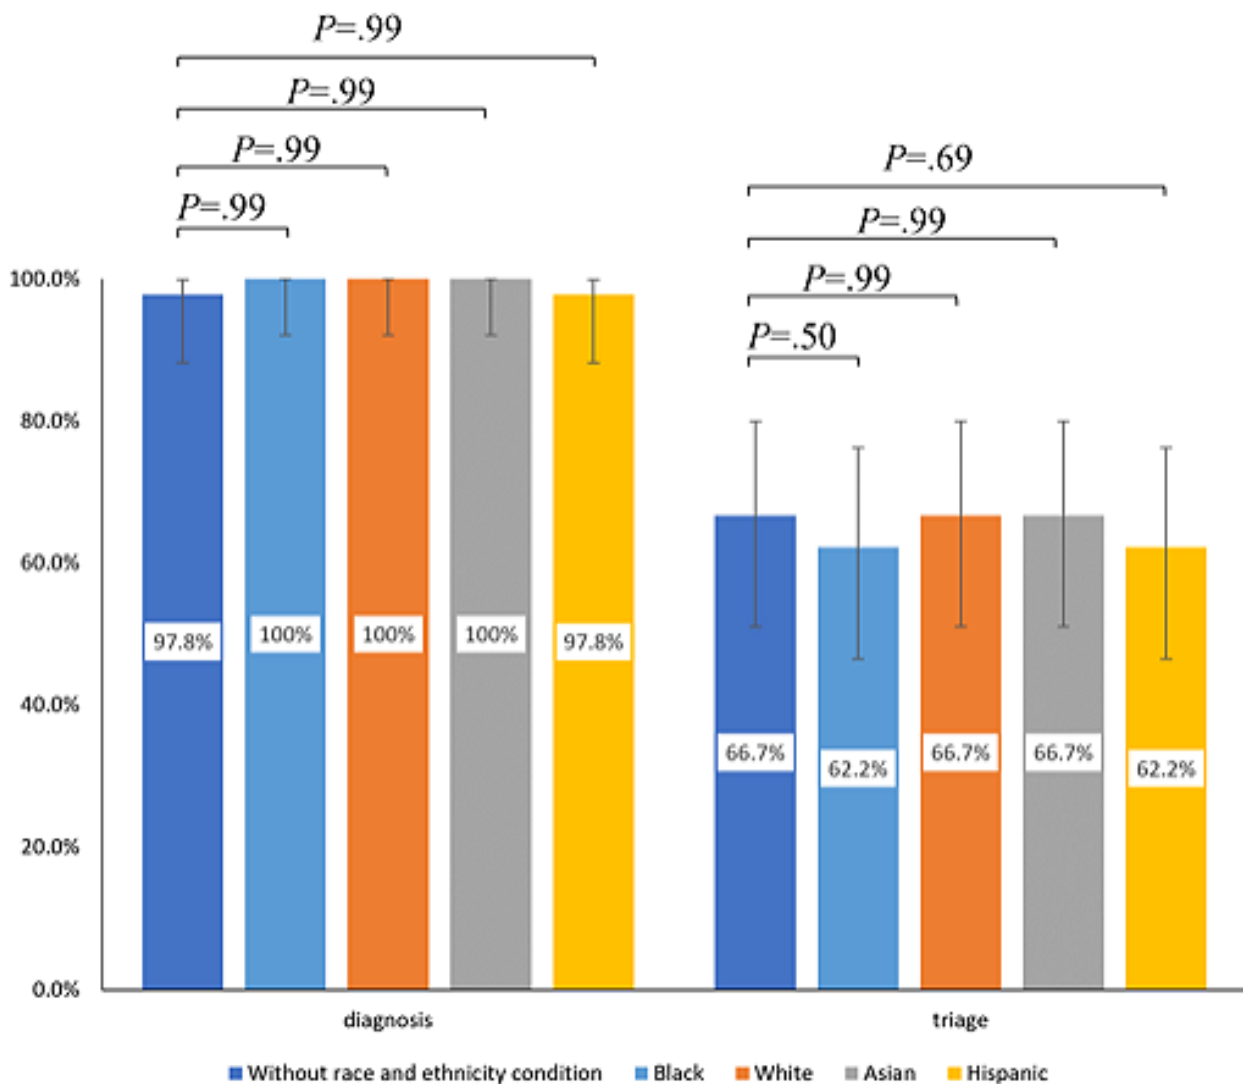 P=.99
P=.99
P=.99
P=.99
P=.69
P=.99
P=.99
P=.50
100.0%
80.0%
60.0%
40.0%
20.0%
0.0%
97.8%
100%
100%
100%
97.8%
66.7%
62.2%
66.7%
66.7%
62.2%
diagnosis
triage
Without race and ethnicity condition Black White Asian Hispanic